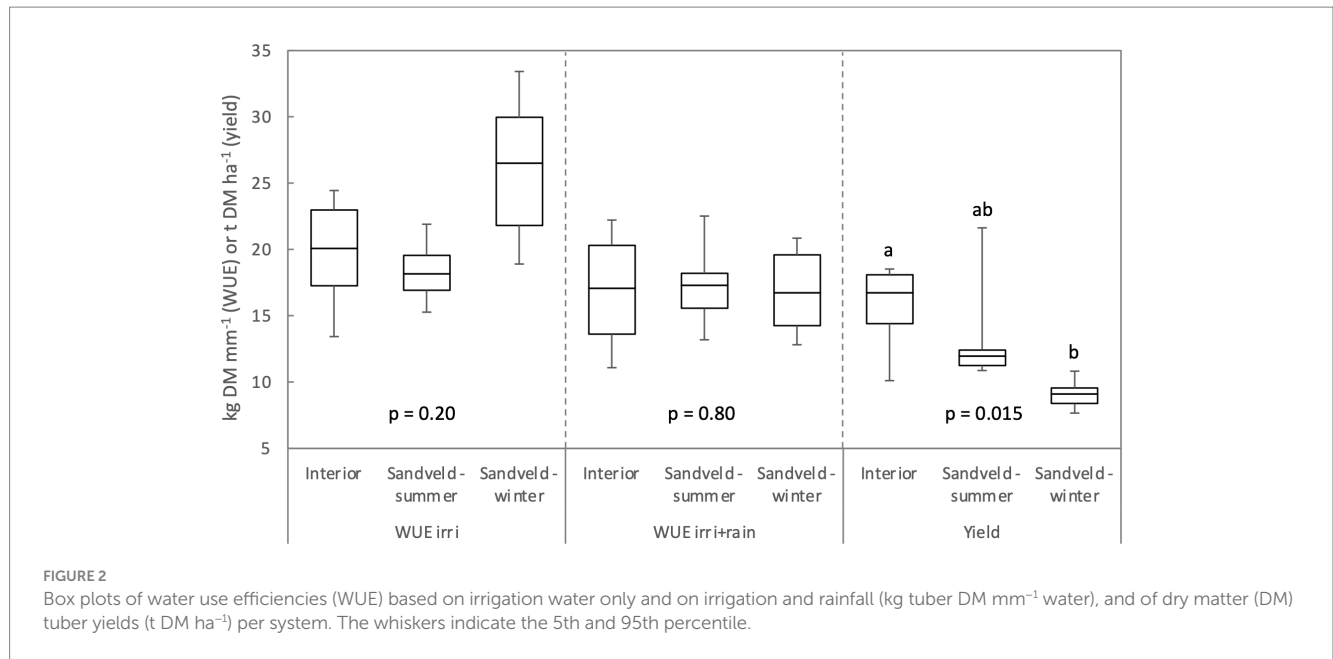 kg DM mm⁻¹ (WUE) or t DM ha⁻¹ (yield)
35
30
25
20
15
10
5
a
ab
b
p = 0.20
p = 0.80
p = 0.015
Interior
Sandveld-
summer
Sandveld-
winter
Interior
Sandveld-
summer
Sandveld-
winter
Interior
Sandveld-
summer
Sandveld-
winter
WUE irri
WUE irri+rain
Yield
FIGURE 2
Box plots of water use efficiencies (WUE) based on irrigation water only and on irrigation and rainfall (kg tuber DM mm⁻¹ water), and of dry matter (DM)
tuber yields (t DM ha⁻¹) per system. The whiskers indicate the 5th and 95th percentile.